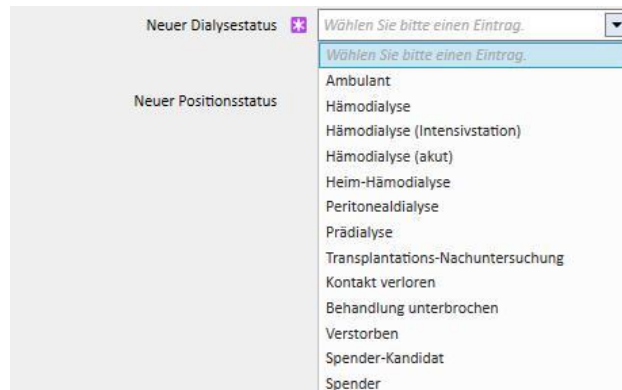 Neuer Dialysestatus Wählen Sie bitte einen Eintrag.
Wählen Sie bitte einen Eintrag.
Ambulant
Neuer Positionsstatus
Hämodialyse
Hämodialyse (Intensivstation)
Hämodialyse (akut)
Heim-Hämodialyse
Peritonealdialyse
Prädialyse
Transplantations-Nachuntersuchung
Kontakt verloren
Behandlung unterbrochen
Verstorben
Spender-Kandidat
Spender